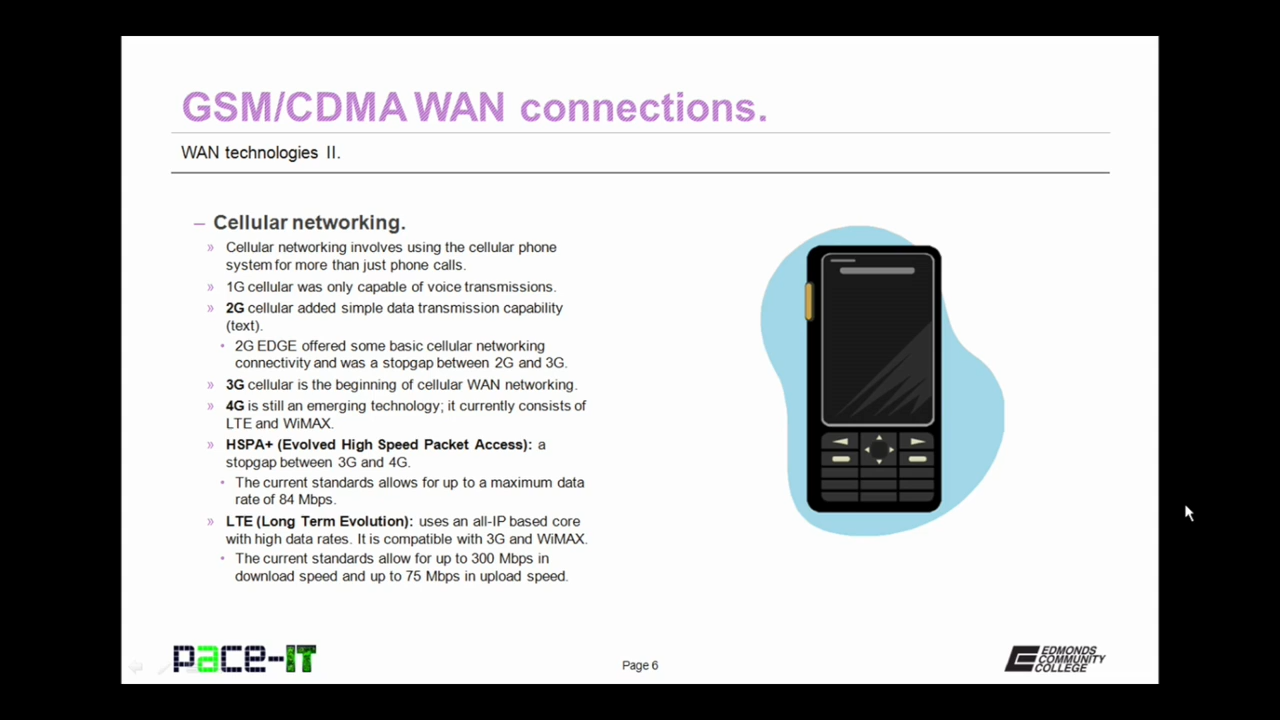 GSM/CDMA WAN connections.
WAN technologies II.
– Cellular networking.
» Cellular networking involves using the cellular phone
system for more than just phone calls.
» 1G cellular was only capable of voice transmissions.
» 2G cellular added simple data transmission capability
(text).
• 2G EDGE offered some basic cellular networking
connectivity and was a stopgap between 2G and 3G.
» 3G cellular is the beginning of cellular WAN networking.
» 4G is still an emerging technology; it currently consists of
LTE and WiMAX.
» HSPA+ (Evolved High Speed Packet Access): a
stopgap between 3G and 4G.
• The current standards allows for up to a maximum data
rate of 84 Mbps.
» LTE (Long Term Evolution): uses an all-IP based core
with high data rates. It is compatible with 3G and WiMAX.
• The current standards allow for up to 300 Mbps in
download speed and up to 75 Mbps in upload speed.
pace-IT
Page 6
EDMONDS
COMMUNITY
COLLEGE